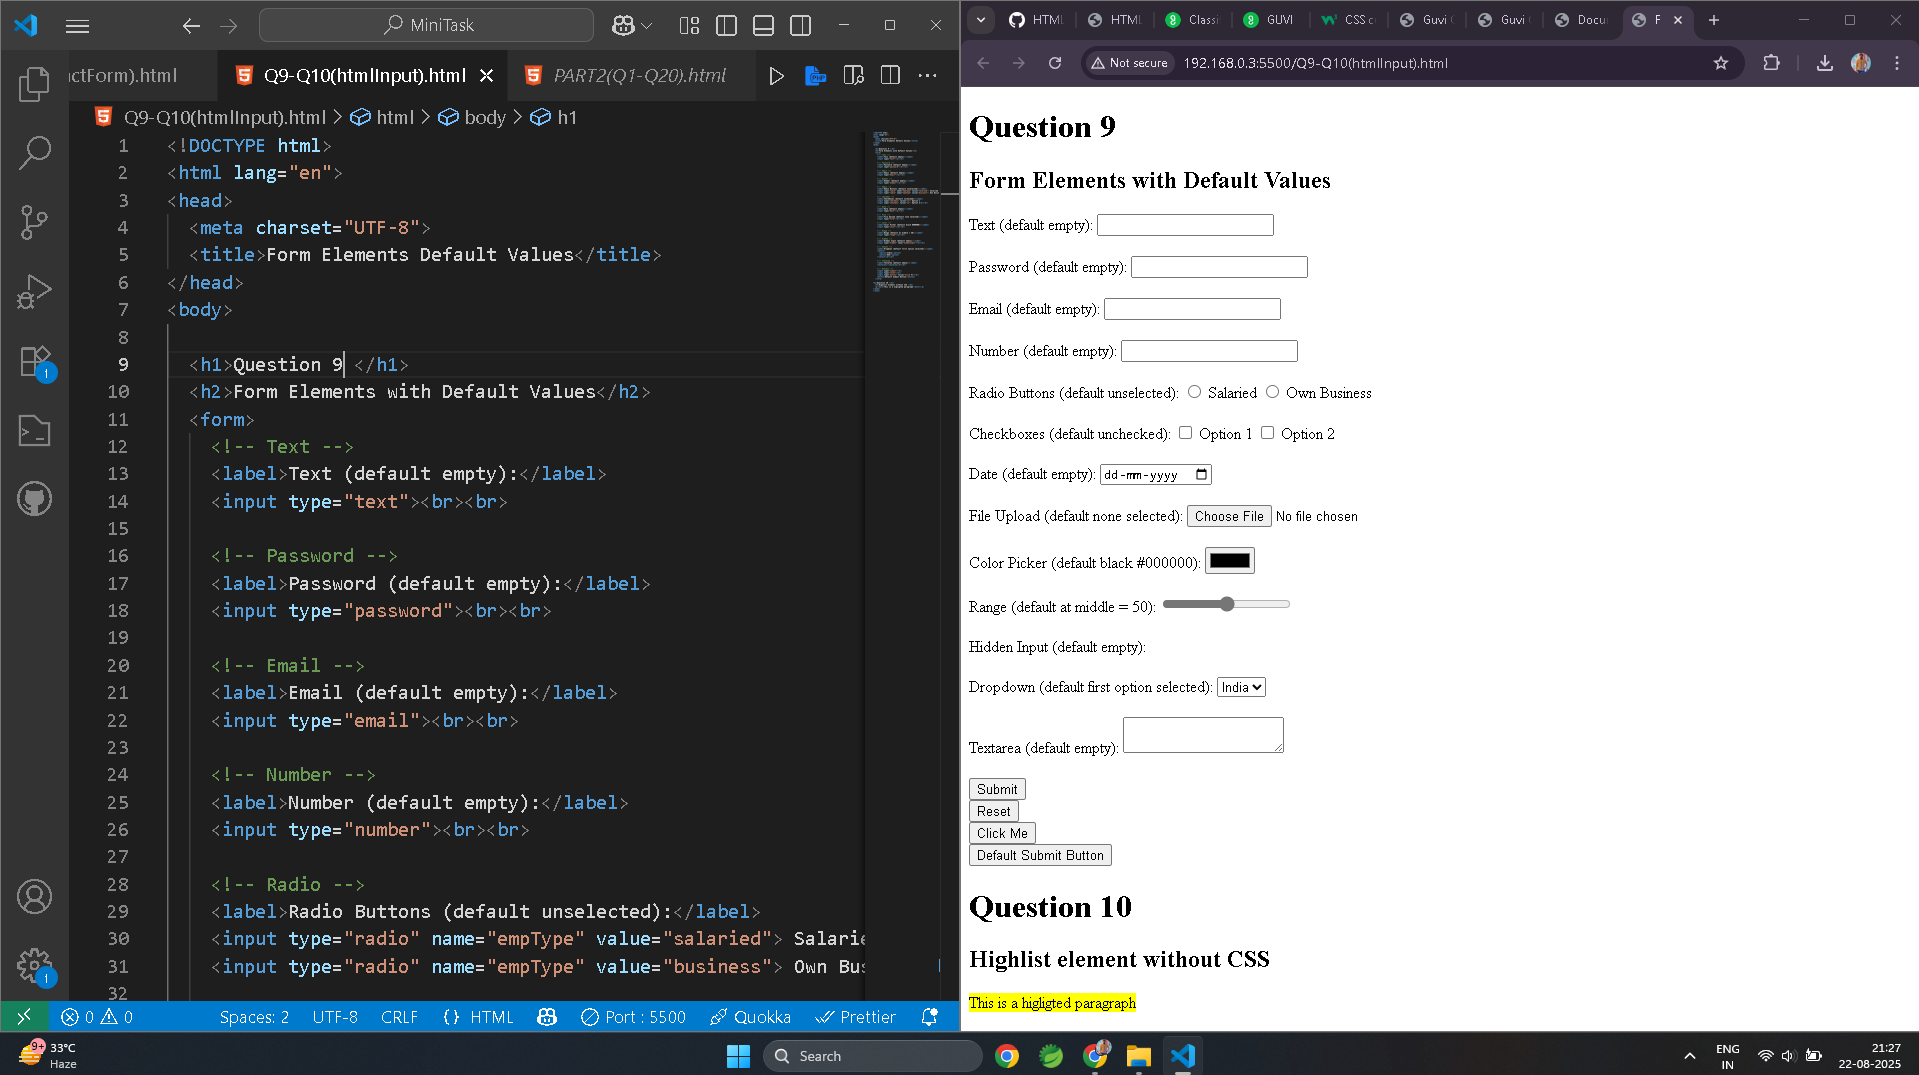 MiniTask
ctForm).html
Q9-Q10(htmlInput).html
PART2(Q1-Q20).html
Q9-Q10(htmlInput).html > html > body > h1
1 <!DOCTYPE html>
2 <html lang="en">
3 <head>
4 <meta charset="UTF-8">
5 <title>Form Elements Default Values</title>
6 </head>
7 <body>
8
9 <h1>Question 9 </h1>
10 <h2>Form Elements with Default Values</h2>
11 <form>
12 <!-- Text -->
13 <label>Text (default empty):</label>
14 <input type="text"><br><br>
15
16 <!-- Password -->
17 <label>Password (default empty):</label>
18 <input type="password"><br><br>
19
20 <!-- Email -->
21 <label>Email (default empty):</label>
22 <input type="email"><br><br>
23
24 <!-- Number -->
25 <label>Number (default empty):</label>
26 <input type="number"><br><br>
27
28 <!-- Radio -->
29 <label>Radio Buttons (default unselected):</label>
30 <input type="radio" name="empType" value="salaried"> Salarie
31 <input type="radio" name="empType" value="business"> Own Bus
32
1
1
0 0
Spaces: 2 UTF-8 CRLF {} HTML Port : 5500 Quokka Prettier
HTML
HTML
Classi
GUVI
CSS c
Guvi
Guvi
Docu
F
Not secure 192.168.0.3:5500/Q9-Q10(htmlInput).html
Question 9
Form Elements with Default Values
Text (default empty):
Password (default empty):
Email (default empty):
Number (default empty):
Radio Buttons (default unselected): Salaried Own Business
Checkboxes (default unchecked): Option 1 Option 2
Date (default empty): dd-mm-yyyy
File Upload (default none selected): Choose File No file chosen
Color Picker (default black #000000):
Range (default at middle = 50):
Hidden Input (default empty):
Dropdown (default first option selected): India
Textarea (default empty):
Submit
Reset
Click Me
Default Submit Button
Question 10
Highlist element without CSS
This is a higligted paragraph
9+
33°C
Haze
Search
ENG
IN
21:27
22-08-2025